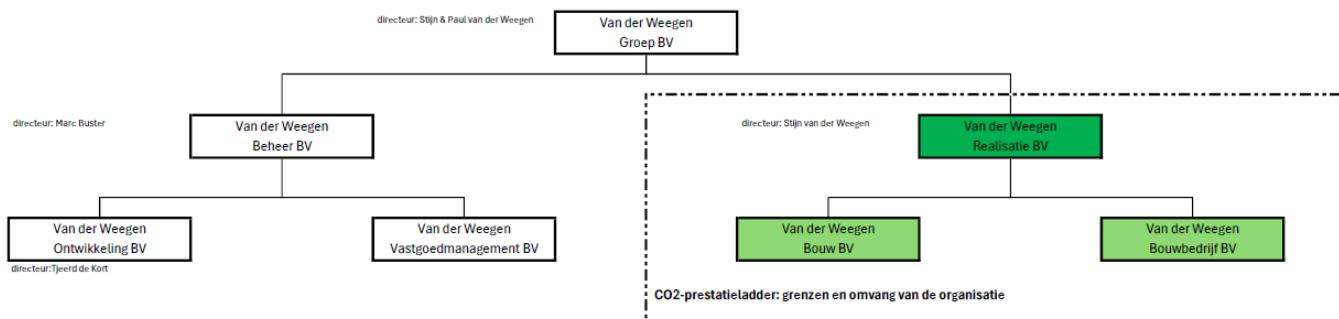 directeur: Stijn & Paul van der Weegen
Van der Weegen
Groep BV
directeur: Marc Buster
Van der Weegen
Beheer BV
directeur: Stijn van der Weegen
Van der Weegen
Realisatie BV
Van der Weegen
Ontwikkeling BV
Van der Weegen
Vastgoedmanagement BV
Van der Weegen
Bouw BV
Van der Weegen
Bouwbedrijf BV
directeur:Tjeerd de Kort
CO2-prestatieladder: grenzen en omvang van de organisatie